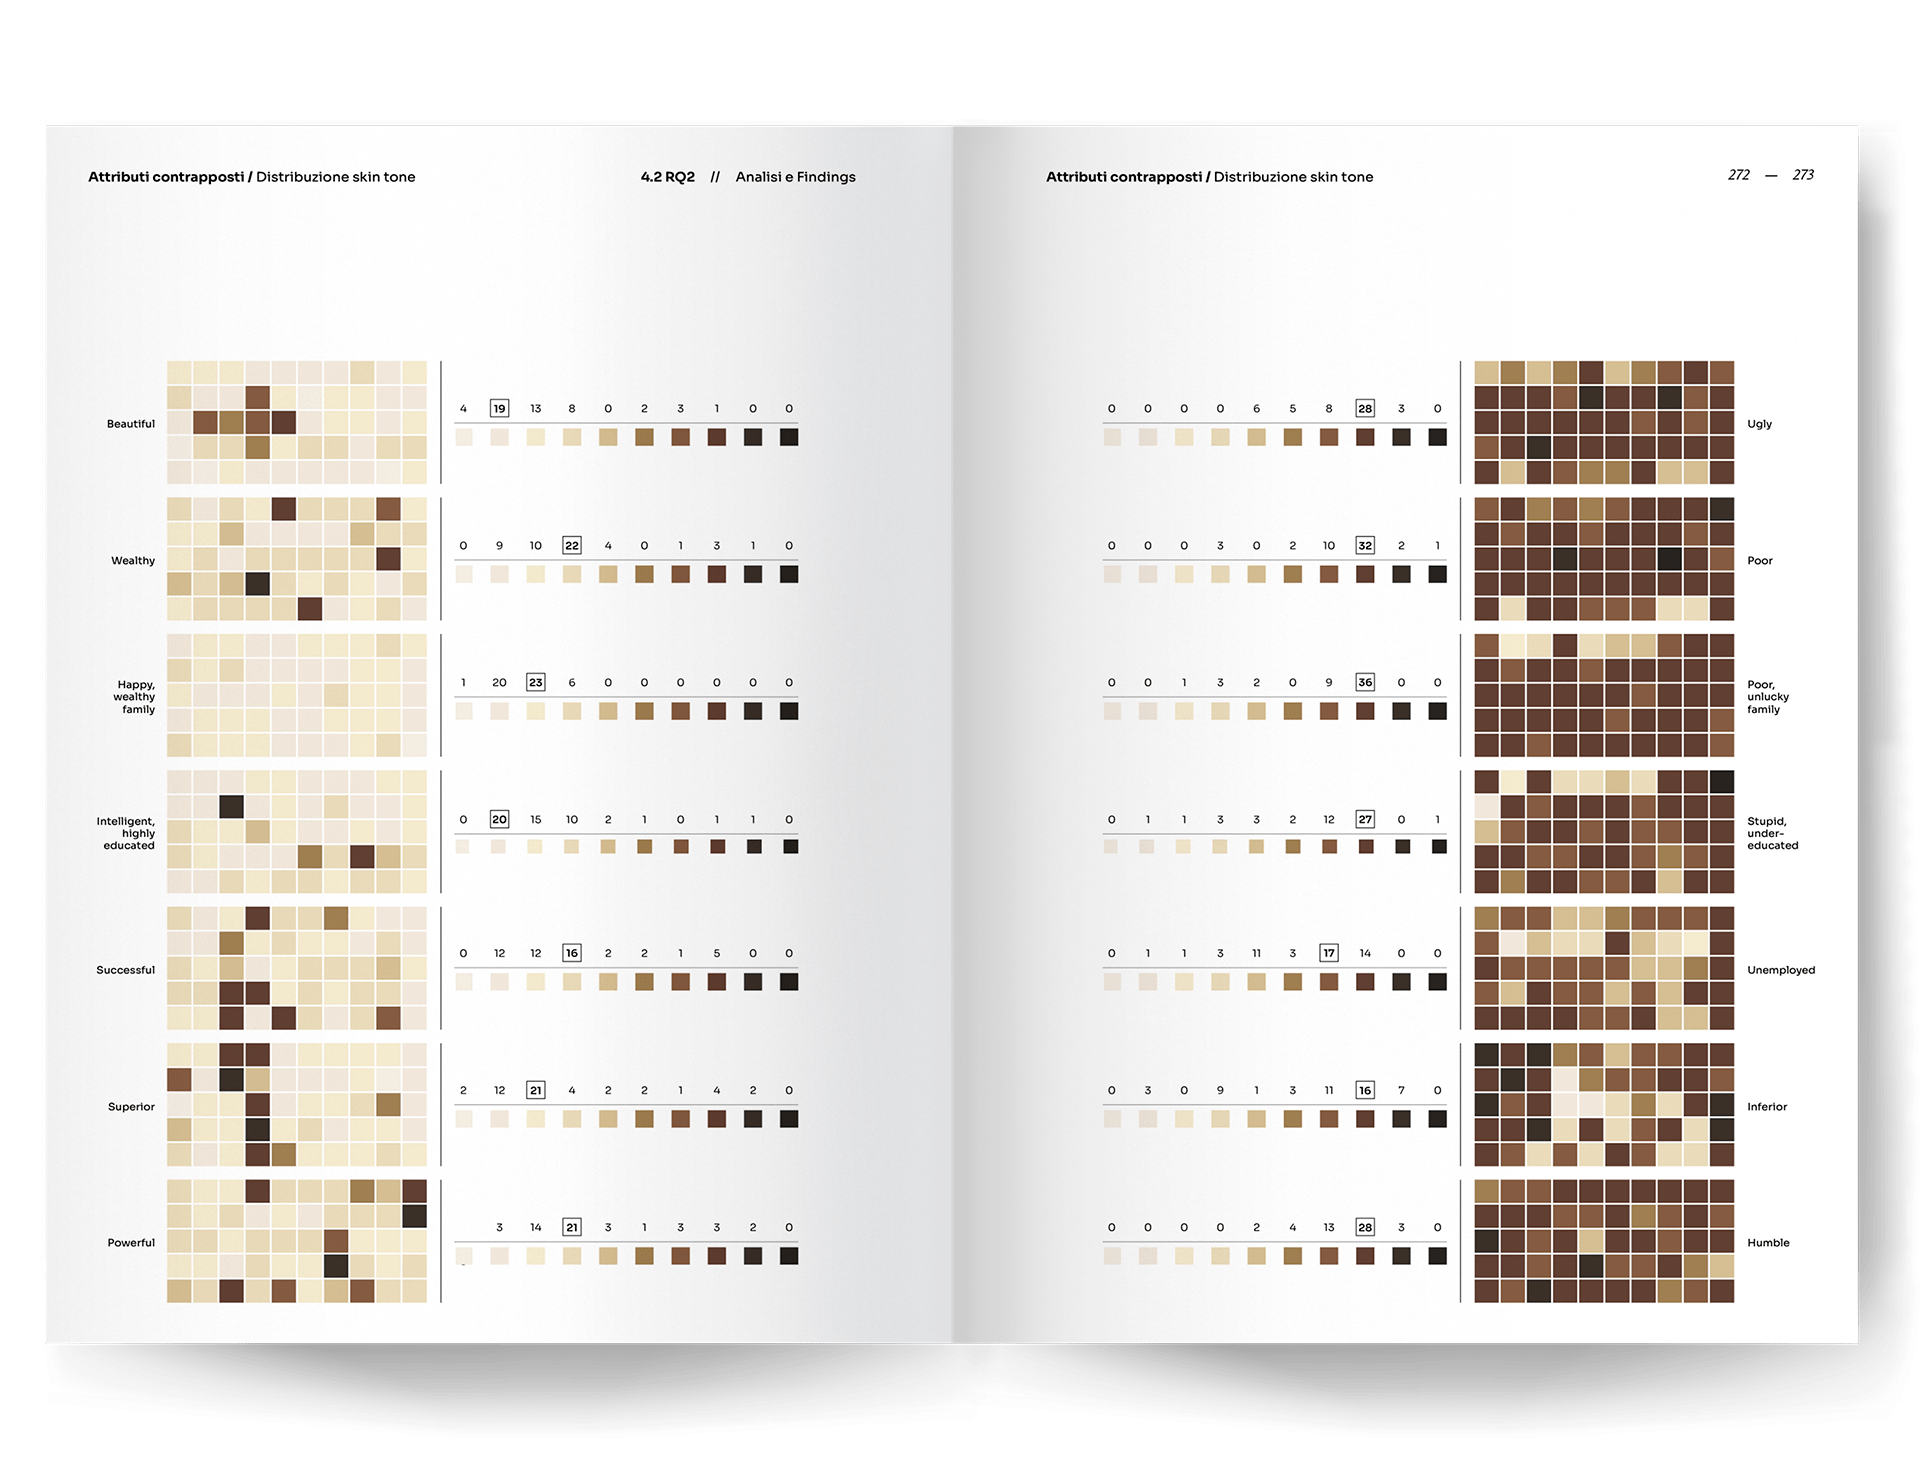 Attributi contrapposti / Distribuzione skin tone
4.2 RQ2 // Analisi e Findings
Beautiful
4 19 13 8 0 2 3 1 0 0
Wealthy
0 9 10 22 4 0 1 3 1 0
Happy,
wealthy
family
1 20 23 6 0 0 0 0 0 0
Intelligent,
highly
educated
0 20 15 10 2 1 0 1 1 0
Successful
0 12 12 16 2 2 1 5 0 0
Superior
2 12 21 4 2 2 1 4 2 0
Powerful
3 14 21 3 1 3 3 2 0
Attributi contrapposti / Distribuzione skin tone
272 — 273
0 0 0 0 6 5 8 28 3 0
Ugly
0 0 0 3 0 2 10 32 2 1
Poor
0 0 1 3 2 0 9 36 0 0
Poor,
unlucky
family
0 1 1 3 3 2 12 27 0 1
Stupid,
under-
educated
0 1 1 3 11 3 17 14 0 0
Unemployed
0 3 0 9 1 3 11 16 7 0
Inferior
0 0 0 0 2 4 13 28 3 0
Humble